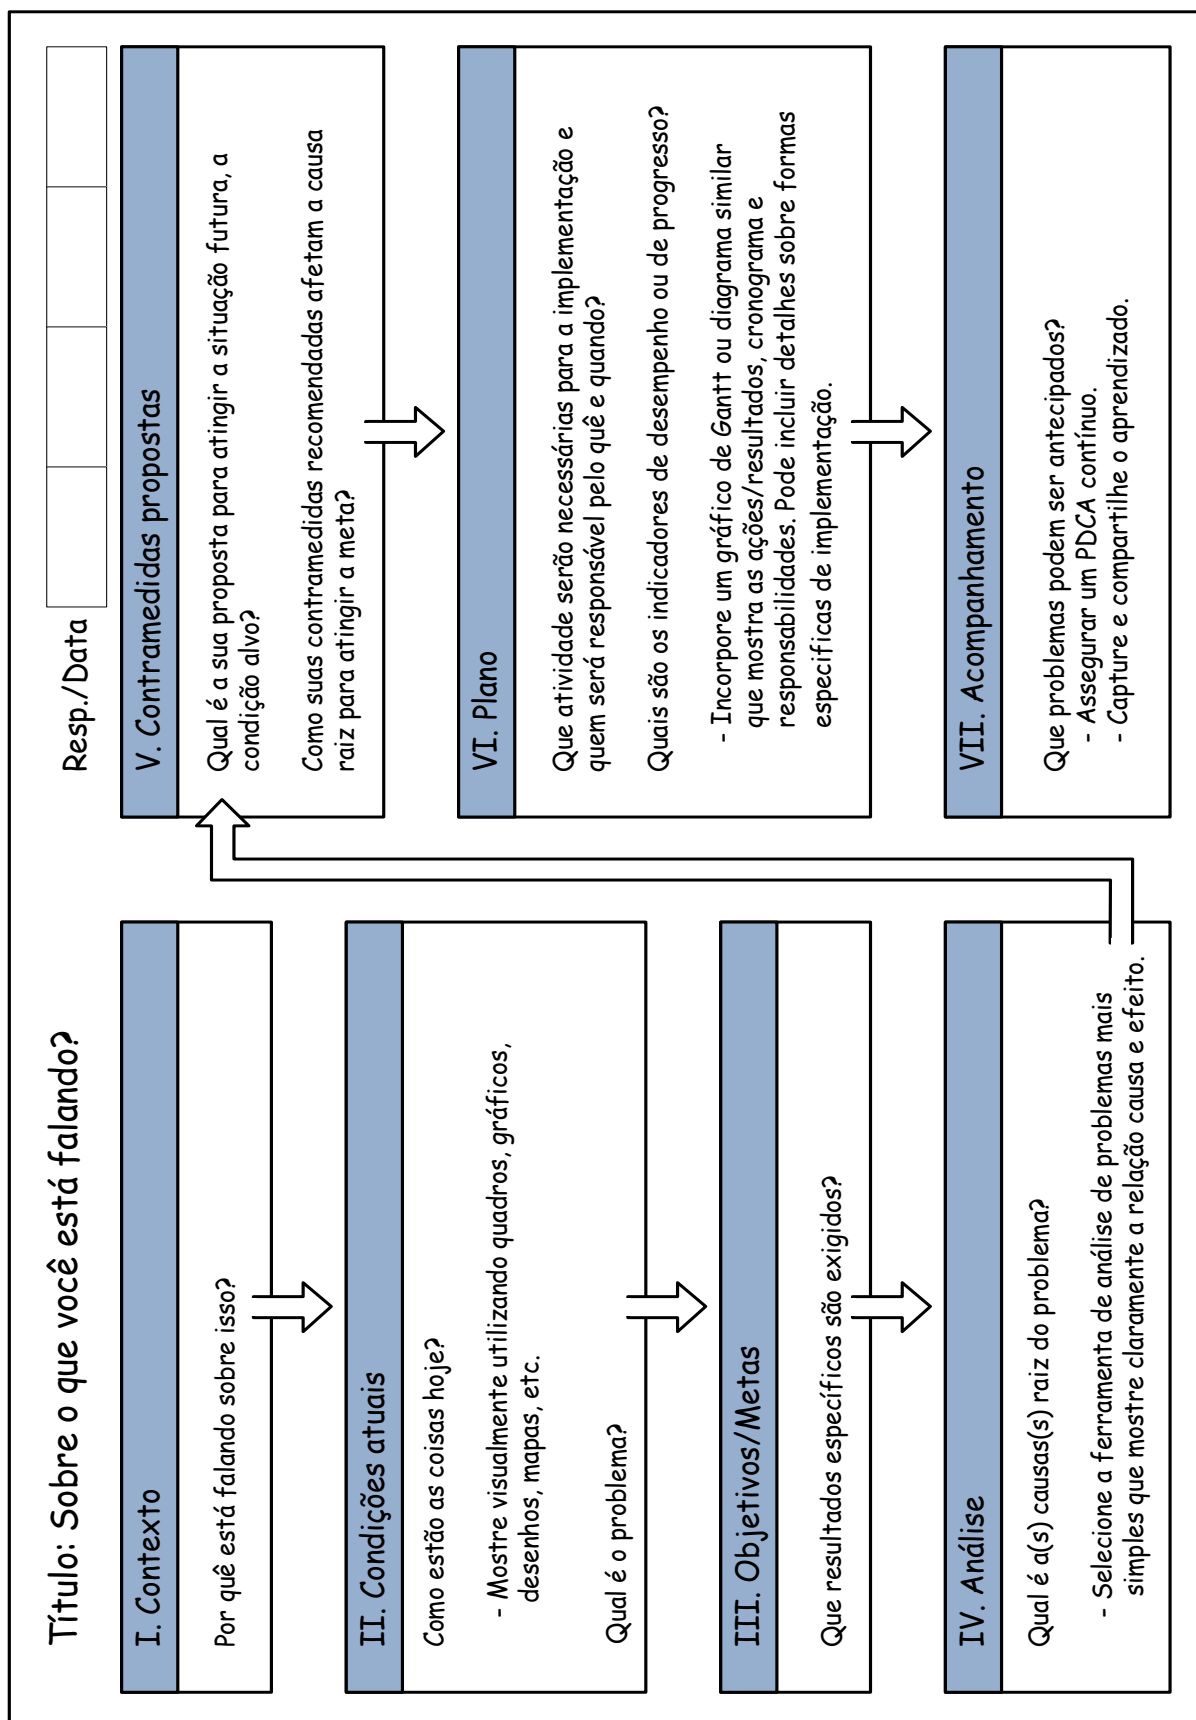 Título: Sobre o que você está falando?
Resp./Data
I. Contexto
Por quê está falando sobre isso?
II. Condições atuais
Como estão as coisas hoje?
- Mostre visualmente utilizando quadros, gráficos,
desenhos, mapas, etc.
Qual é o problema?
III. Objetivos/Metas
Que resultados específicos são exigidos?
IV. Análise
Qual é a(s) causas(s) raiz do problema?
- Selecione a ferramenta de análise de problemas mais
simples que mostre claramente a relação causa e efeito.
V. Contramedidas propostas
Qual é a sua proposta para atingir a situação futura, a
condição alvo?
Como suas contramedidas recomendadas afetam a causa
raiz para atingir a meta?
VI. Plano
Que atividade serão necessárias para a implementação e
quem será responsável pelo quê e quando?
Quais são os indicadores de desempenho ou de progresso?
- Incorpore um gráfico de Gantt ou diagrama similar
que mostra as ações/resultados, cronograma e
responsabilidades. Pode incluir detalhes sobre formas
especificas de implementação.
VII. Acompanhamento
Que problemas podem ser antecipados?
- Assegurar um PDCA contínuo.
- Capture e compartilhe o aprendizado.